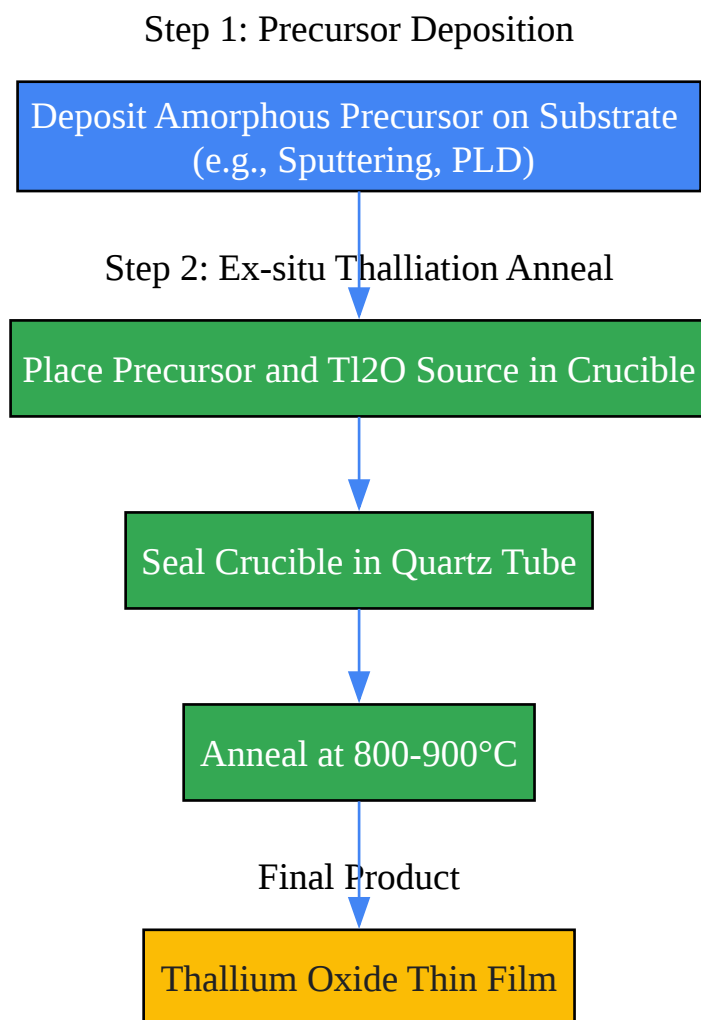 Step 1: Precursor Deposition
Deposit Amorphous Precursor on Substrate
(e.g., Sputtering, PLD)
Step 2: Ex-situ Thalliation Anneal
Place Precursor and Tl2O Source in Crucible
Seal Crucible in Quartz Tube
Anneal at 800-900°C
Final Product
Thallium Oxide Thin Film